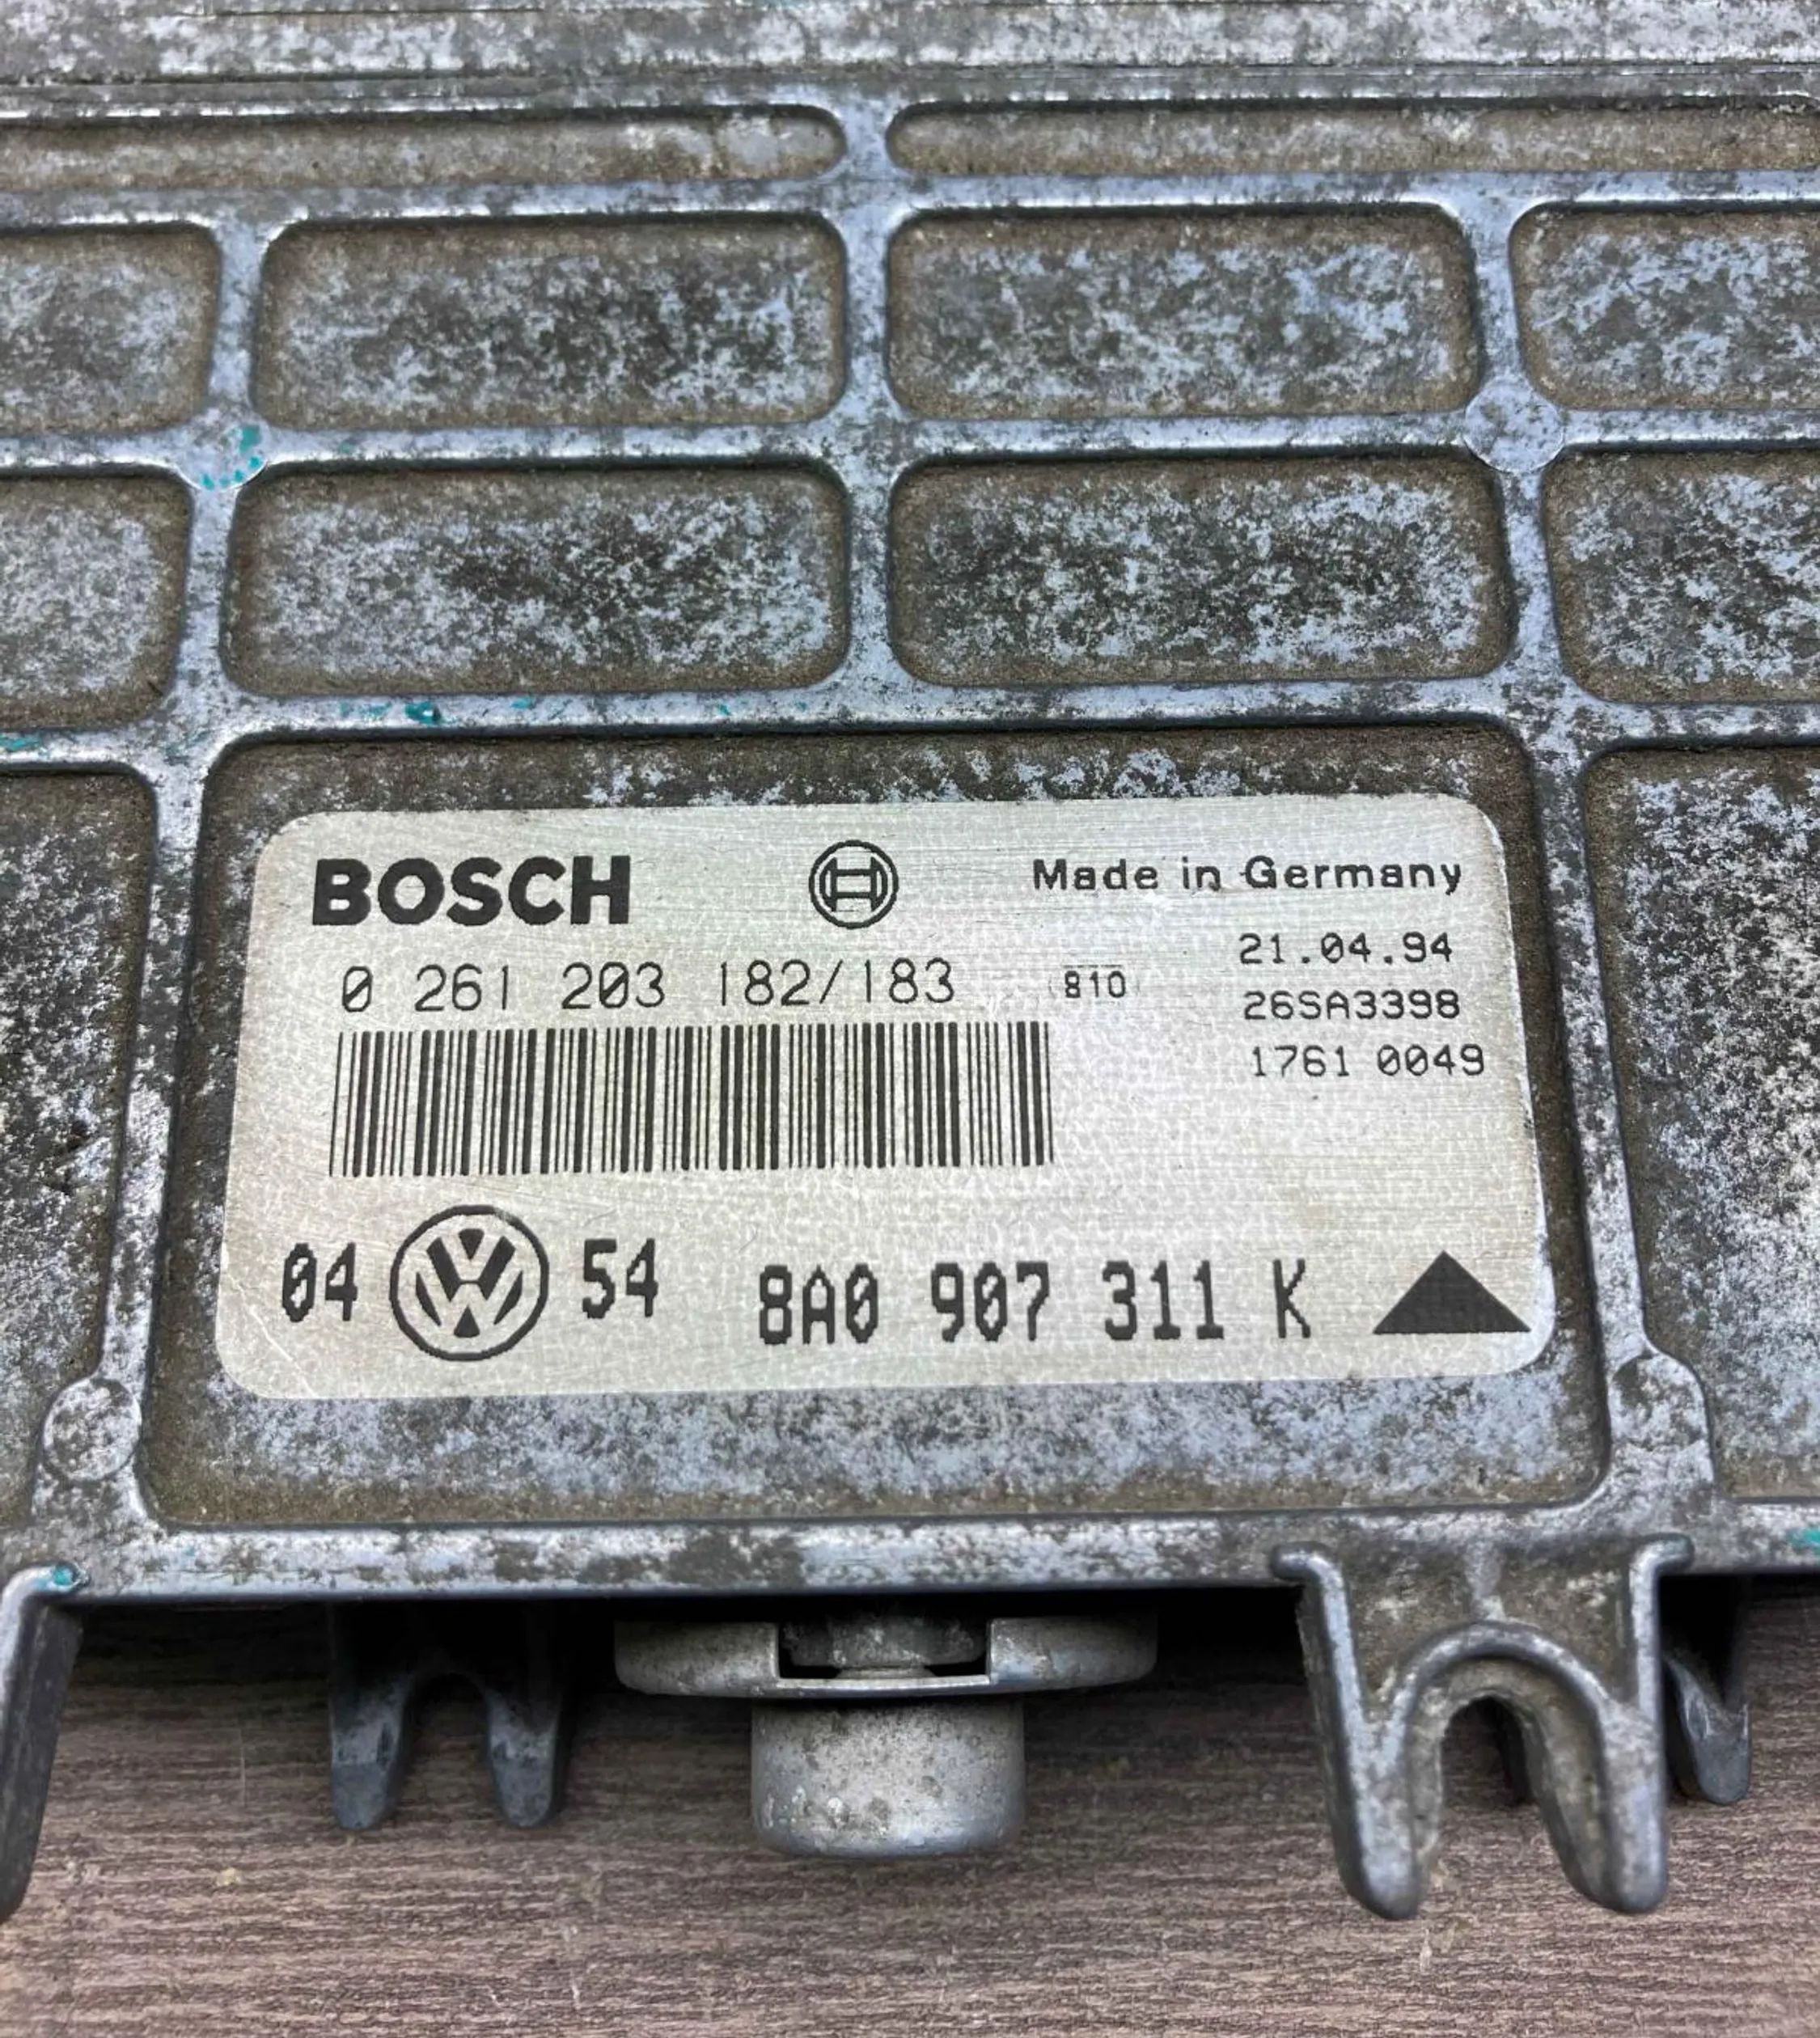 BOSCH Made in Germany
21.04.94
0 261 203 182/183 810
26SA3398
1761 0049
04 VW 54 8A0 907 311 K